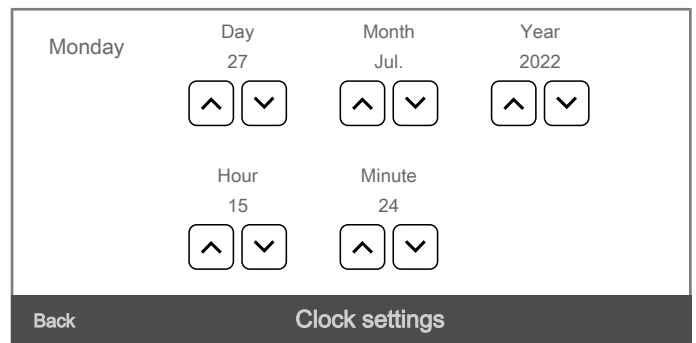 Monday
Day Month Year
27 Jul. 2022
Hour Minute
15 24
Back Clock settings